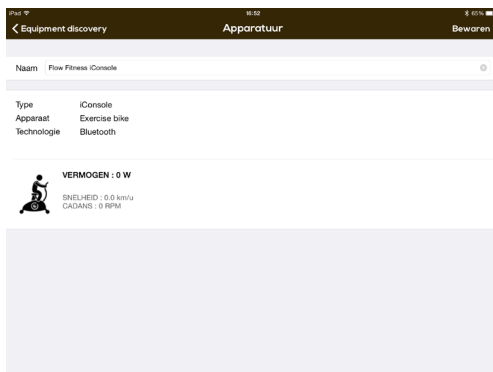 iPad 16:52 65%
Equipment discovery Apparatuur Bewaren
Naam Flow Fitness iConsole
Type iConsole
Apparaat Exercise bike
Technologie Bluetooth
VERMOGEN : 0 W
SNELHEID : 0.0 km/u
CADANS : 0 RPM